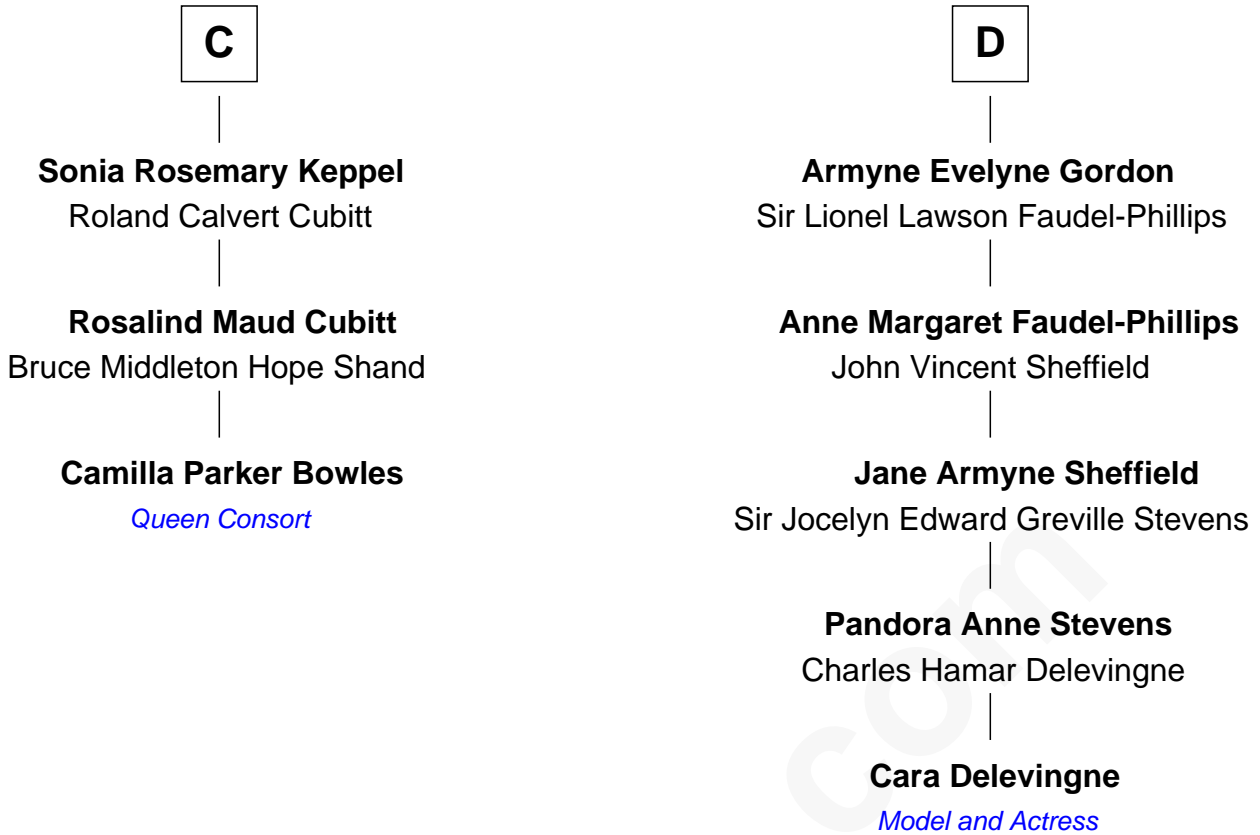 C
Sonia Rosemary Keppel
Roland Calvert Cubitt
Rosalind Maud Cubitt
Bruce Middleton Hope Shand
Camilla Parker Bowles
Queen Consort
D
Armyne Evelyne Gordon
Sir Lionel Lawson Faudel-Phillips
Anne Margaret Faudel-Phillips
John Vincent Sheffield
Jane Armyne Sheffield
Sir Jocelyn Edward Greville Stevens
Pandora Anne Stevens
Charles Hamar Delevingne
Cara Delevingne
Model and Actress
com